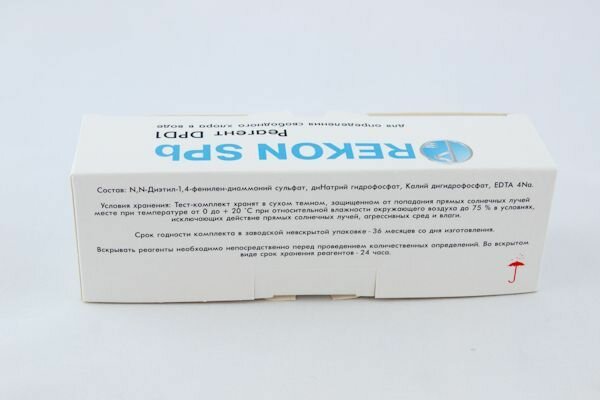 REKON SPb
Реагент DPD1
для определения свободного хлора в воде
Состав: N,N-Диэтил-1,4-фенилен-диаммоний сульфат, диНатрий гидрофосфат, Калий дигидрофосфат, EDTA 4Na.
Условия хранения: Тест-комплект хранят в сухом темном, защищенном от попадания прямых солнечных лучей
месте при температуре от 0 до + 20 °С при относительной влажности окружающего воздуха до 75 % в условиях,
исключающих действие прямых солнечных лучей, агрессивных сред и влаги.
Срок годности комплекта в заводской невскрытой упаковке - 36 месяцев со дня изготовления.
Вскрывать реагенты необходимо непосредственно перед проведением количественных определений. Во вскрытом
виде срок хранения реагентов - 24 часа.